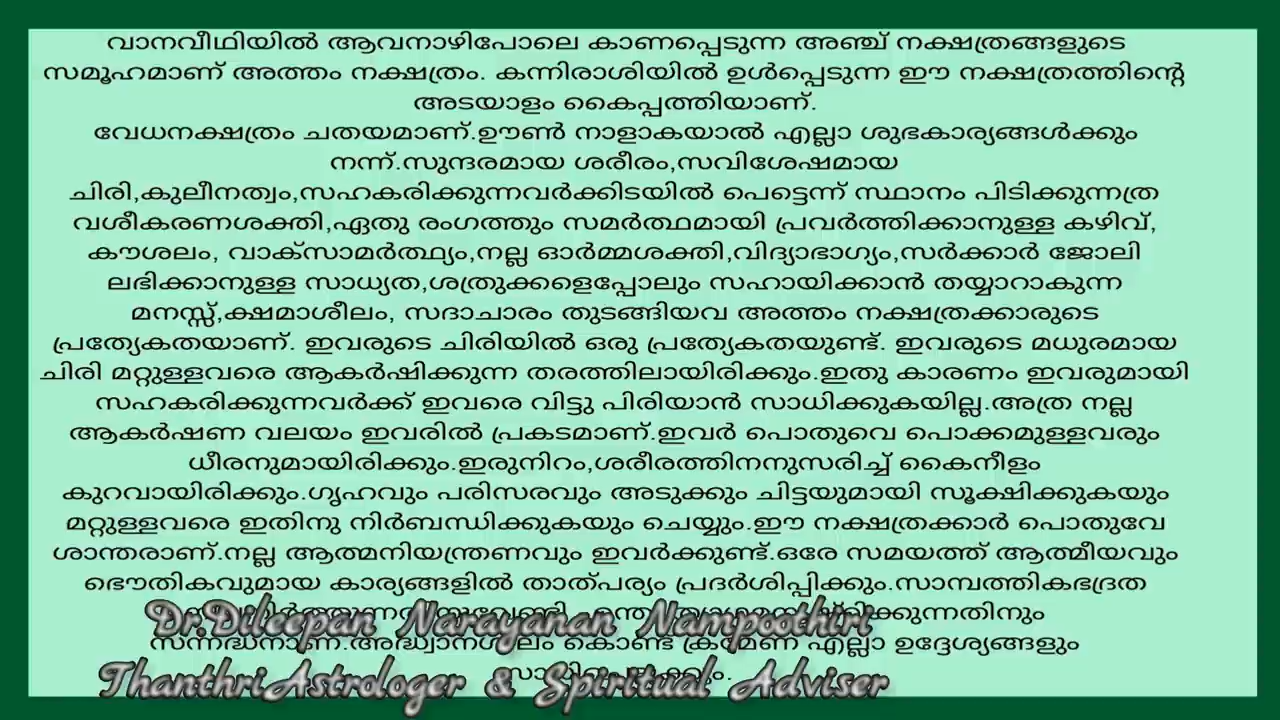 വാനവീഥിയിൽ ആവനാഴിപോലെ കാണപ്പെടുന്ന അഞ്ച് നക്ഷത്രങ്ങളുടെ
സമൂഹമാണ് അത്തം നക്ഷത്രം. കന്നിരാശിയിൽ ഉൾപ്പെടുന്ന ഈ നക്ഷത്രത്തിന്റെ
അടയാളം കൈപ്പത്തിയാണ്.
വേധനക്ഷത്രം ചതയമാണ്.ഊൺ നാളാകയാൽ എല്ലാ ശുഭകാര്യങ്ങൾക്കും
നന്ന്.സുന്ദരമായ ശരീരം,സവിശേഷമായ
ചിരി,കുലീനത്വം,സഹകരിക്കുന്നവർക്കിടയിൽ പെട്ടെന്ന് സ്ഥാനം പിടിക്കുന്നത്ര
വശീകരണശക്തി,ഏതു രംഗത്തും സമർത്ഥമായി പ്രവർത്തിക്കാനുള്ള കഴിവ്,
കൗശലം, വാക്സാമർത്ഥ്യം,നല്ല ഓർമ്മശക്തി,വിദ്യാഭാഗ്യം,സർക്കാർ ജോലി
ലഭിക്കാനുള്ള സാധ്യത,ശത്രുക്കളെപ്പോലും സഹായിക്കാൻ തയ്യാറാകുന്ന
മനസ്സ്,ക്ഷമാശീലം, സദാചാരം തുടങ്ങിയവ അത്തം നക്ഷത്രക്കാരുടെ
പ്രത്യേകതയാണ്. ഇവരുടെ ചിരിയിൽ ഒരു പ്രത്യേകതയുണ്ട്. ഇവരുടെ മധുരമായ
ചിരി മറ്റുള്ളവരെ ആകർഷിക്കുന്ന തരത്തിലായിരിക്കും.ഇതു കാരണം ഇവരുമായി
സഹകരിക്കുന്നവർക്ക് ഇവരെ വിട്ടു പിരിയാൻ സാധിക്കുകയില്ല.അത്ര നല്ല
ആകർഷണ വലയം ഇവരിൽ പ്രകടമാണ്.ഇവർ പൊതുവെ പൊക്കമുള്ളവരും
ധീരനുമായിരിക്കും.ഇരുനിറം,ശരീരത്തിനനുസരിച്ച് കൈനീളം
കുറവായിരിക്കും.ഗൃഹവും പരിസരവും അടുക്കും ചിട്ടയുമായി സൂക്ഷിക്കുകയും
മറ്റുള്ളവരെ ഇതിനു നിർബന്ധിക്കുകയും ചെയ്യും.ഈ നക്ഷത്രക്കാർ പൊതുവേ
ശാന്തരാണ്.നല്ല ആത്മനിയന്ത്രണവും ഇവർക്കുണ്ട്.ഒരേ സമയത്ത് ആത്മീയവും
ഭൌതികവുമായ കാര്യങ്ങളിൽ താത്പര്യം പ്രദർശിപ്പിക്കും.സാമ്പത്തികഭദ്രത
Dr.Dileepan Narayanan Nampoothiri
സന്നദ്ധനാണ്.അദ്ധ്വാനശീലം കൊണ്ട് ക്രമേണ എല്ലാ ഉദ്ദേശ്യങ്ങളും
Thanthri Astrologer & Spiritual Adviser